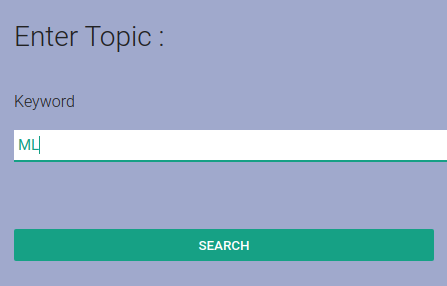 Enter Topic :
Keyword
ML
SEARCH